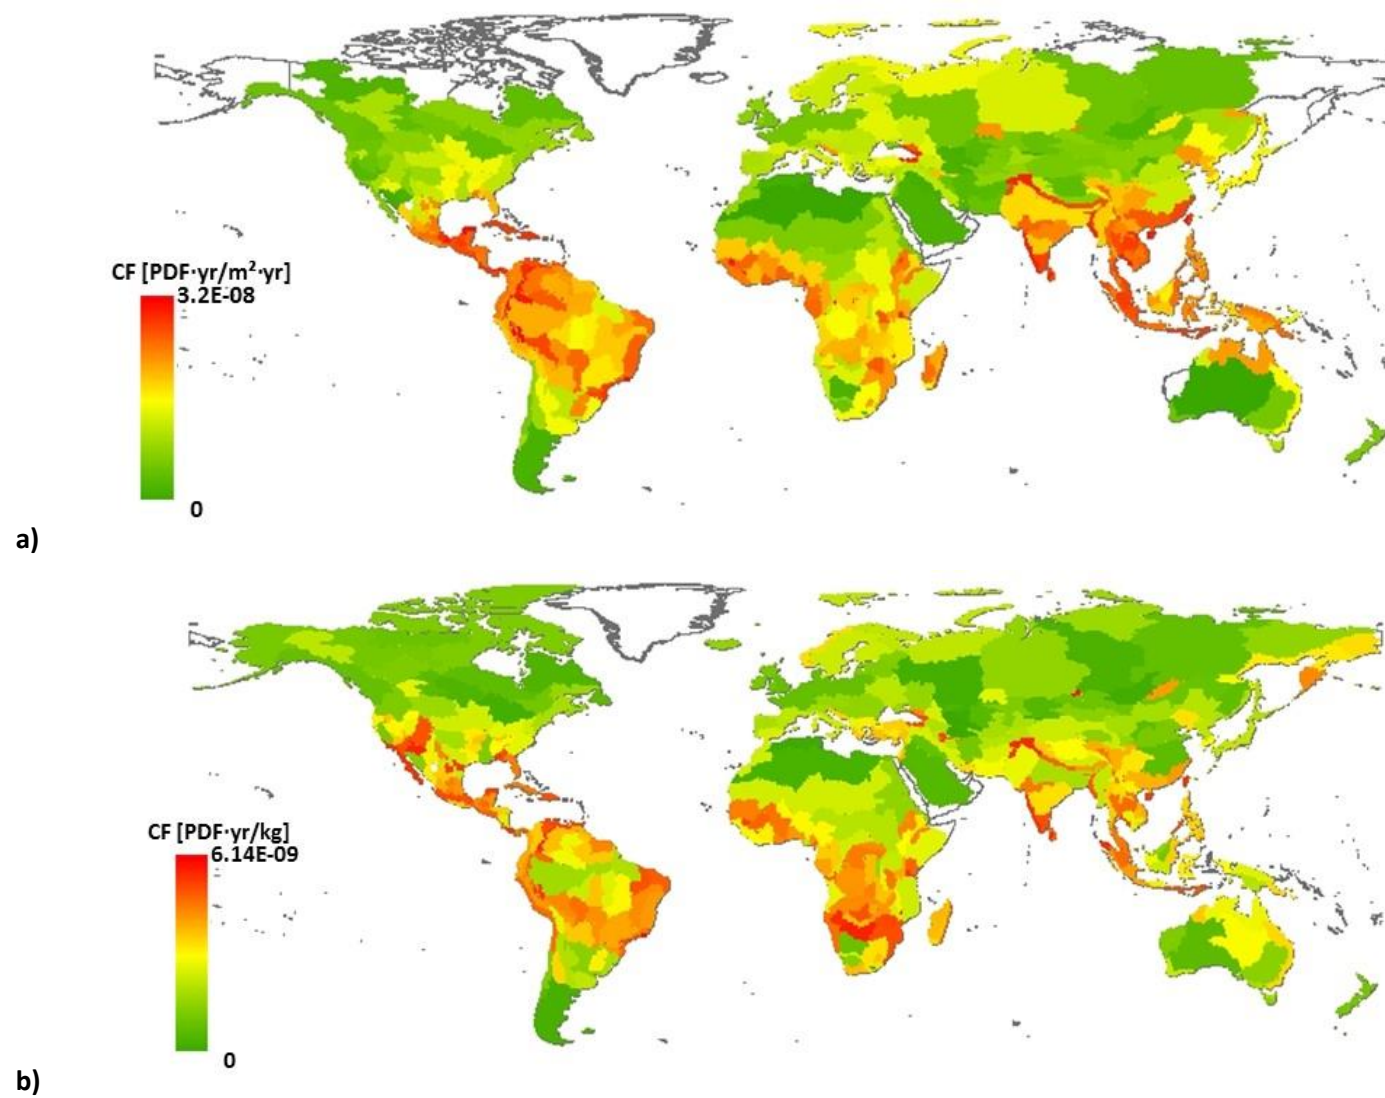 CF [PDF·yr/m²·yr]
3.2E-08
0
a)
CF [PDF·yr/kg]
6.14E-09
0
b)